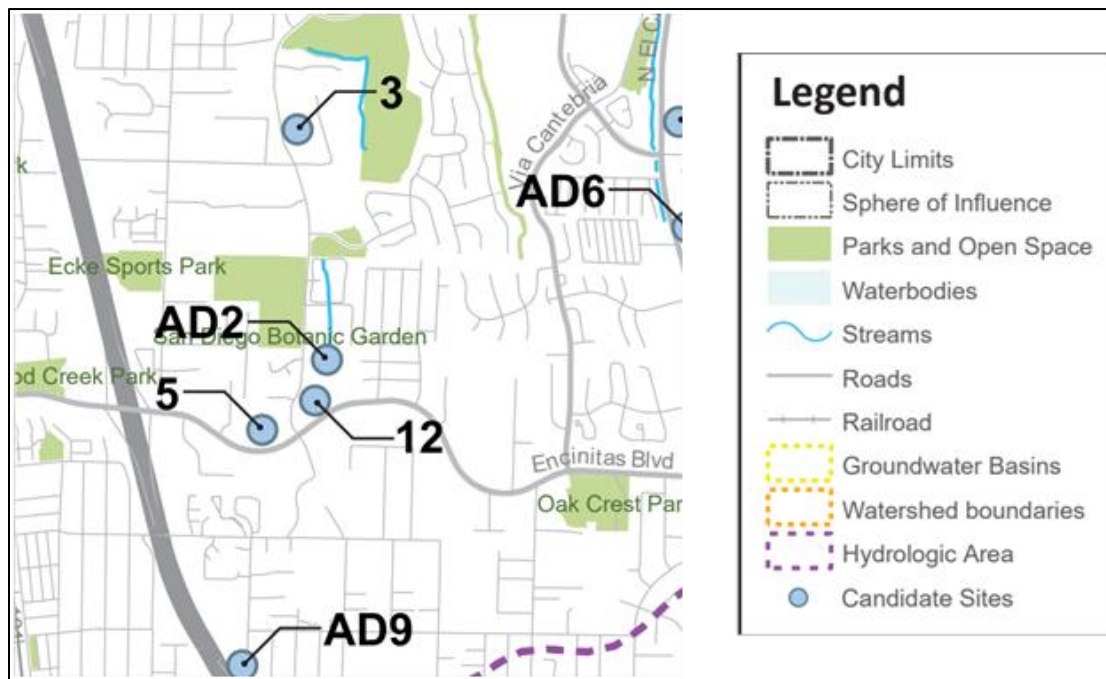 3
Via Cantebria
N El C
AD6
Ecke Sports Park
AD2
San Diego Botanic Garden
od Creek Park
5
12
Encinitas Blvd
Oak Crest Par
AD9
Legend
City Limits
Sphere of Influence
Parks and Open Space
Waterbodies
Streams
Roads
Railroad
Groundwater Basins
Watershed boundaries
Hydrologic Area
Candidate Sites